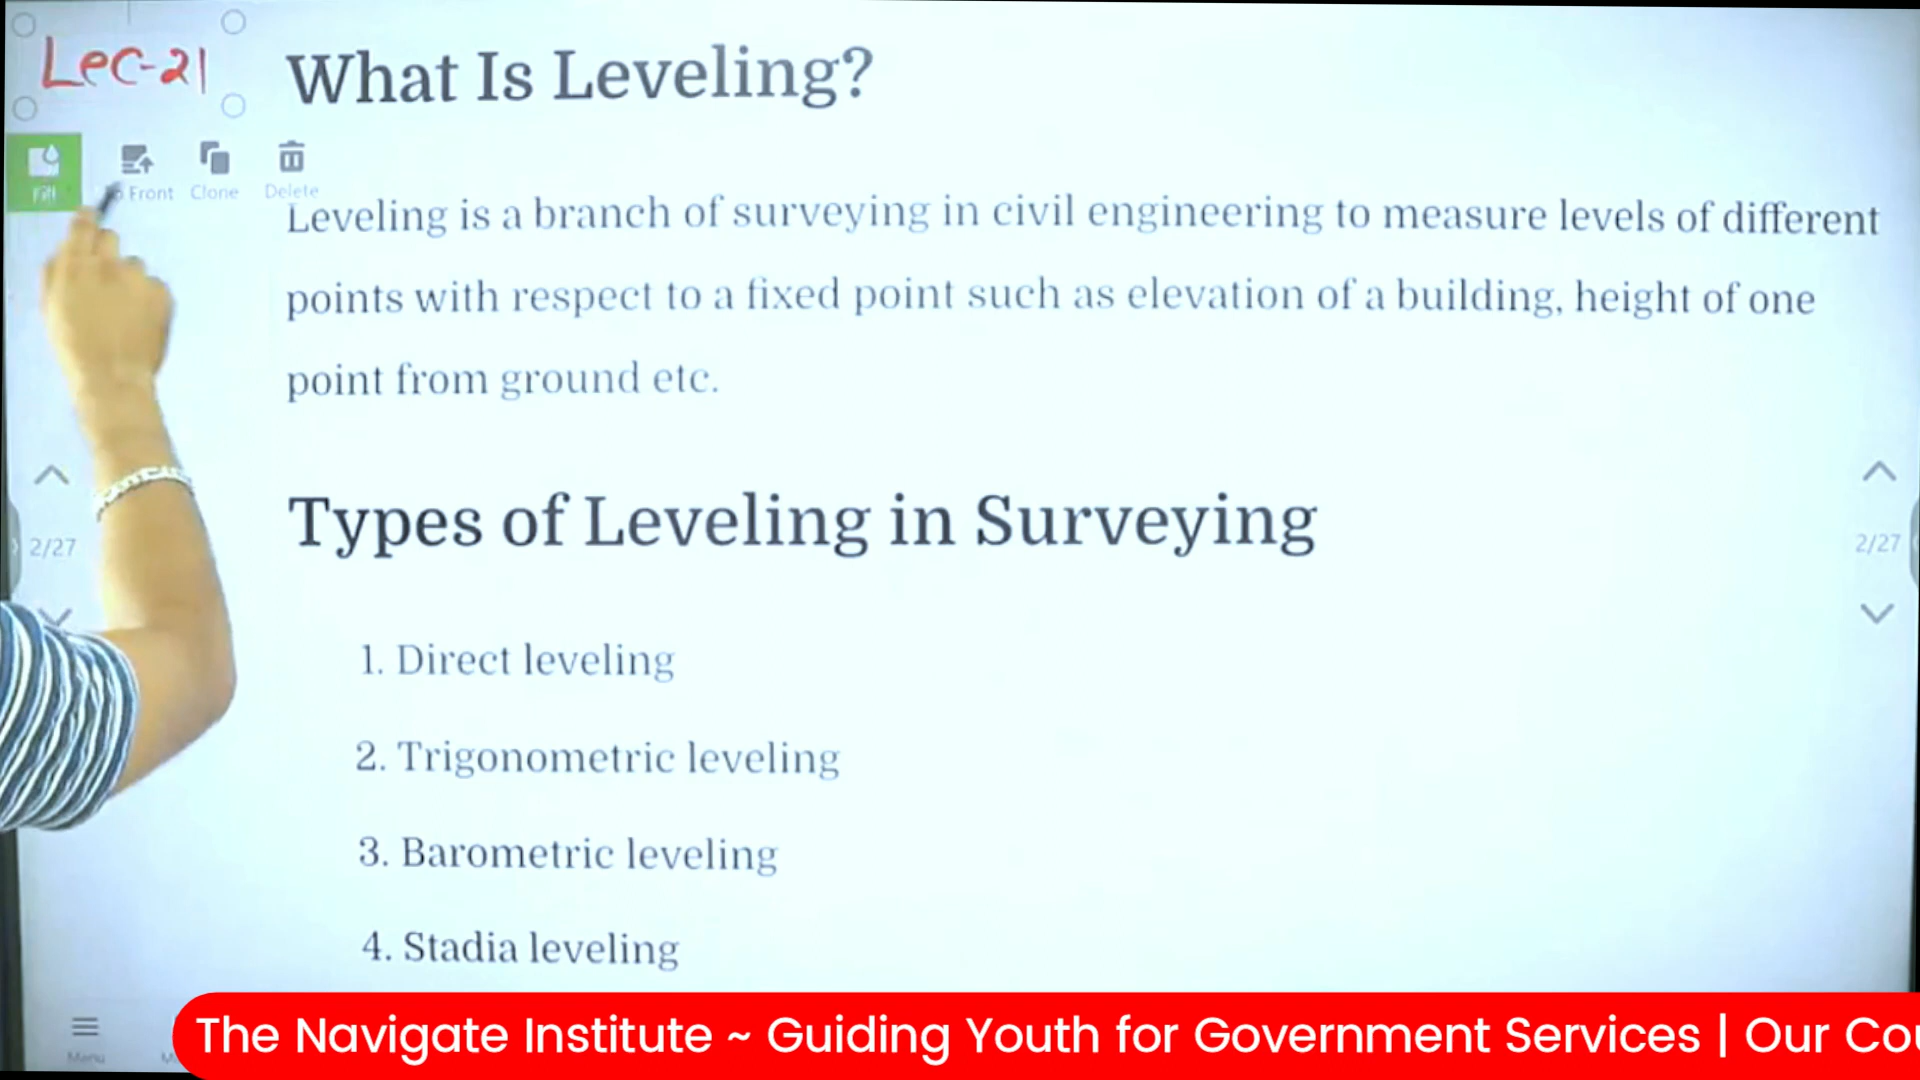 Lec-21
What Is Leveling?
Fill
Front Clone Delete
Leveling is a branch of surveying in civil engineering to measure levels of different
points with respect to a fixed point such as elevation of a building, height of one
point from ground etc.
Types of Leveling in Surveying
2/27
2/27
1. Direct leveling
2. Trigonometric leveling
3. Barometric leveling
4. Stadia leveling
Menu
The Navigate Institute ~ Guiding Youth for Government Services | Our